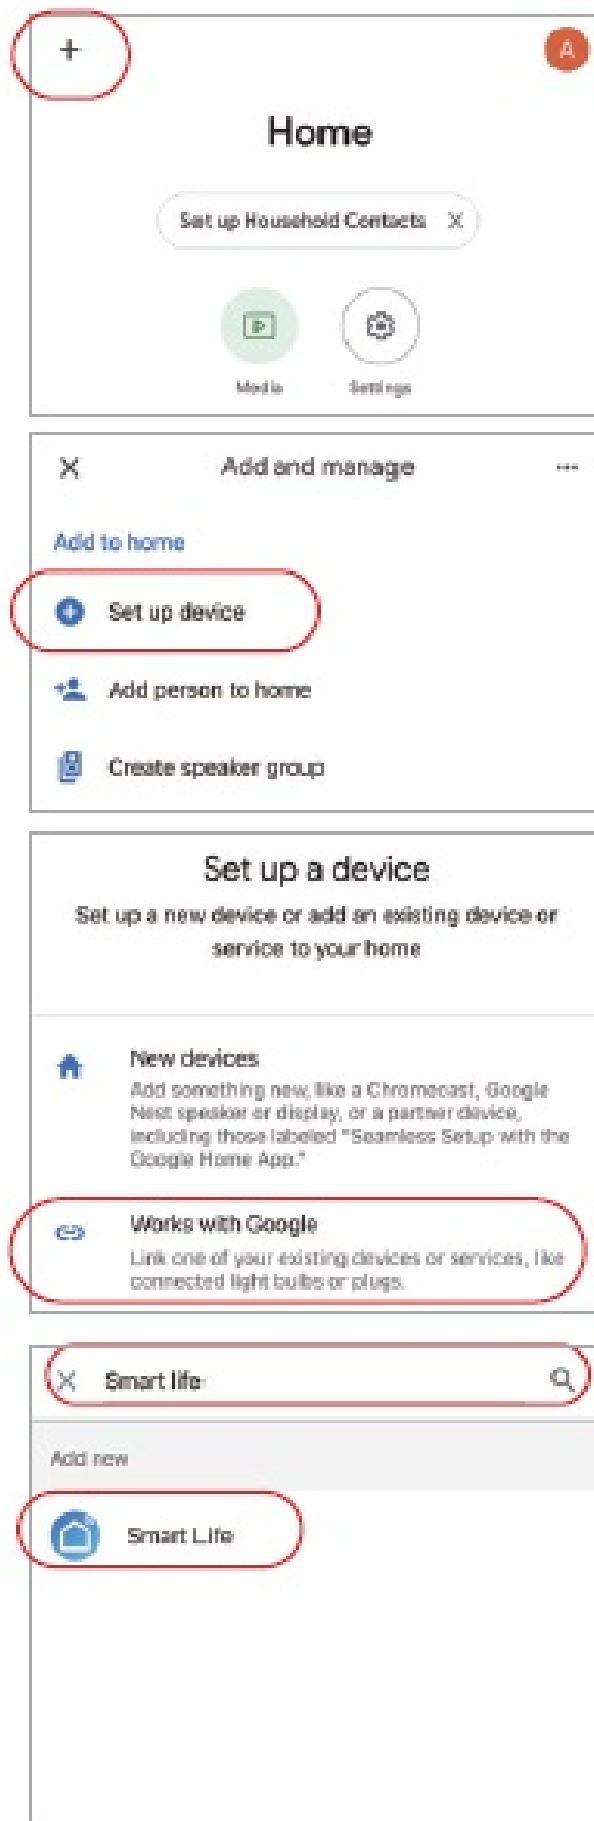 +
A
Home
Set up Household Contacts X
Media Settings
X Add and manage ...
Add to home
Set up device
Add person to home
Create speaker group
Set up a device
Set up a new device or add an existing device or
service to your home
New devices
Add something new, like a Chromecast, Google
Nest speaker or display, or a partner device,
including those labeled "Seamless Setup with the
Google Home App."
Works with Google
Link one of your existing devices or services, like
connected light bulbs or plugs.
X Smart life
Add new
Smart Life